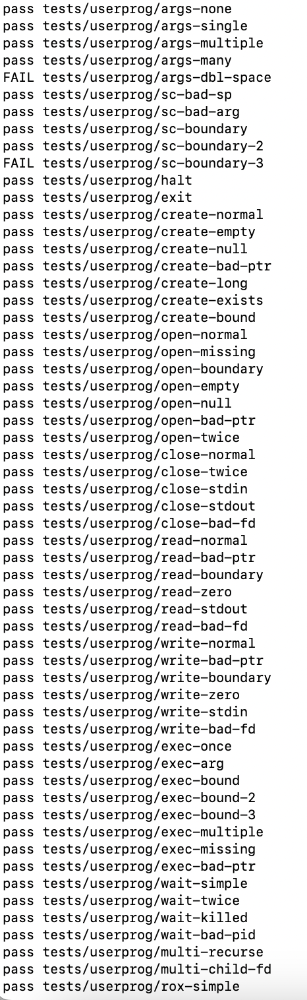 pass tests/userprog/args-none
pass tests/userprog/args-single
pass tests/userprog/args-multiple
pass tests/userprog/args-many
FAIL tests/userprog/args-dbl-space
pass tests/userprog/sc-bad-sp
pass tests/userprog/sc-bad-arg
pass tests/userprog/sc-boundary
pass tests/userprog/sc-boundary-2
FAIL tests/userprog/sc-boundary-3
pass tests/userprog/halt
pass tests/userprog/exit
pass tests/userprog/create-normal
pass tests/userprog/create-empty
pass tests/userprog/create-null
pass tests/userprog/create-bad-ptr
pass tests/userprog/create-long
pass tests/userprog/create-exists
pass tests/userprog/create-bound
pass tests/userprog/open-normal
pass tests/userprog/open-missing
pass tests/userprog/open-boundary
pass tests/userprog/open-empty
pass tests/userprog/open-null
pass tests/userprog/open-bad-ptr
pass tests/userprog/open-twice
pass tests/userprog/close-normal
pass tests/userprog/close-twice
pass tests/userprog/close-stdin
pass tests/userprog/close-stdout
pass tests/userprog/close-bad-fd
pass tests/userprog/read-normal
pass tests/userprog/read-bad-ptr
pass tests/userprog/read-boundary
pass tests/userprog/read-zero
pass tests/userprog/read-stdout
pass tests/userprog/read-bad-fd
pass tests/userprog/write-normal
pass tests/userprog/write-bad-ptr
pass tests/userprog/write-boundary
pass tests/userprog/write-zero
pass tests/userprog/write-stdin
pass tests/userprog/write-bad-fd
pass tests/userprog/exec-once
pass tests/userprog/exec-arg
pass tests/userprog/exec-bound
pass tests/userprog/exec-bound-2
pass tests/userprog/exec-bound-3
pass tests/userprog/exec-multiple
pass tests/userprog/exec-missing
pass tests/userprog/exec-bad-ptr
pass tests/userprog/wait-simple
pass tests/userprog/wait-twice
pass tests/userprog/wait-killed
pass tests/userprog/wait-bad-pid
pass tests/userprog/multi-recurse
pass tests/userprog/multi-child-fd
pass tests/userprog/rox-simple